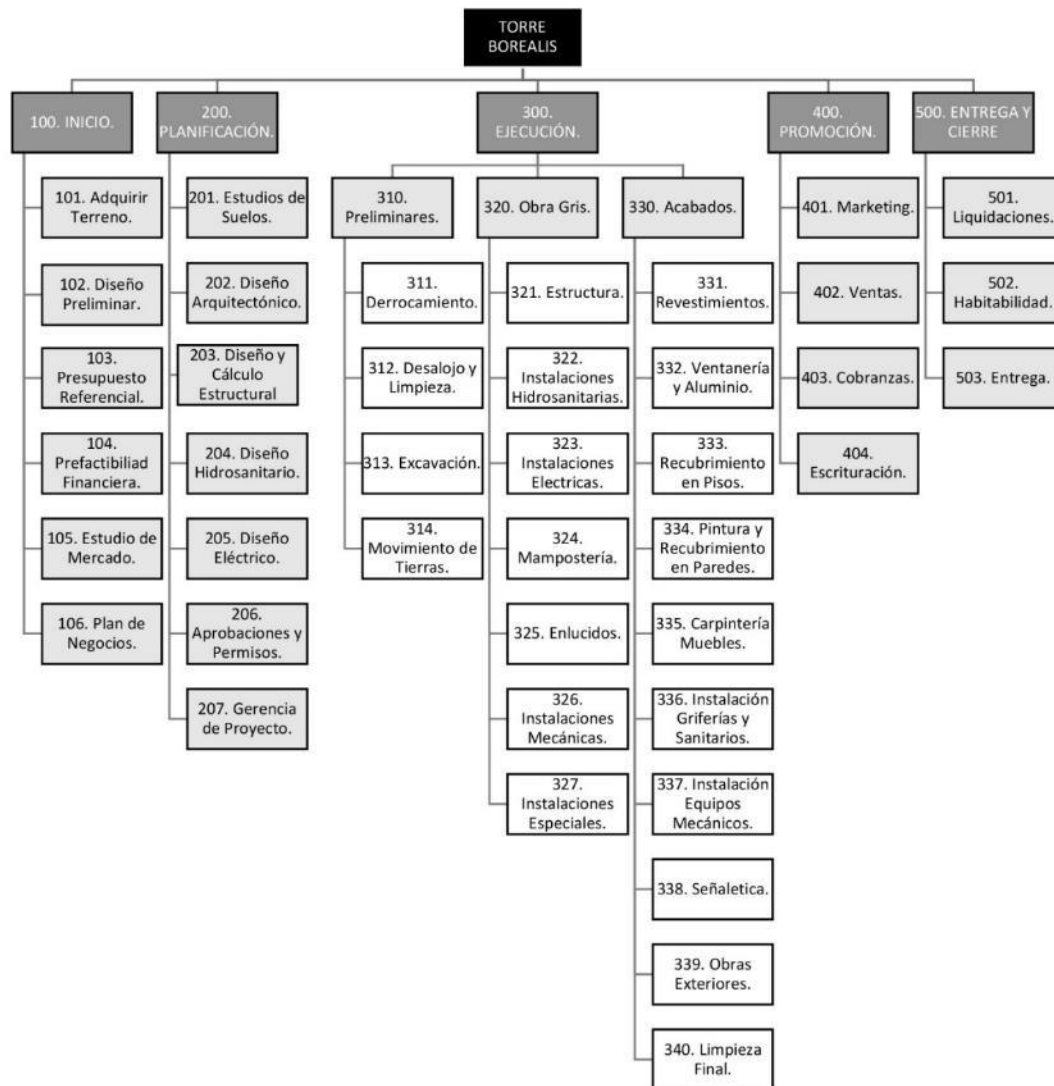 TORRE
BOREALIS
100. INICIO.
200.
PLANIFICACIÓN.
300.
EJECUCIÓN.
400.
PROMOCIÓN.
500. ENTREGA Y
CIERRE
101. Adquirir
Terreno.
102. Diseño
Preliminar.
103.
Presupuesto
Referencial.
104.
Prefactibiliad
Financiera.
105. Estudio de
Mercado.
106. Plan de
Negocios.
201. Estudios de
Suelos.
202. Diseño
Arquitectónico.
203. Diseño y
Cálculo
Estructural
204. Diseño
Hidrosanitario.
205. Diseño
Eléctrico.
206.
Aprobaciones y
Permisos.
207. Gerencia
de Proyecto.
310.
Preliminares.
311.
Derrocamiento.
312. Desalojo y
Limpieza.
313. Excavación.
314.
Movimiento de
Tierras.
320. Obra Gris.
321. Estructura.
322.
Instalaciones
Hidrosanitarias.
323.
Instalaciones
Electricas.
324.
Mampostería.
325. Enlucidos.
326.
Instalaciones
Mecánicas.
327.
Instalaciones
Especiales.
330. Acabados.
331.
Revestimientos.
332. Ventanería
y Aluminio.
333.
Recubrimiento
en Pisos.
334. Pintura y
Recubrimiento
en Paredes.
335. Carpintería
Muebles.
336. Instalación
Griferías y
Sanitarios.
337. Instalación
Equipos
Mecánicos.
338. Señaletica.
339. Obras
Exteriores.
340. Limpieza
Final.
401. Marketing.
402. Ventas.
403. Cobranzas.
404.
Escrituración.
501.
Liquidaciones.
502.
Habitabilidad.
503. Entrega.